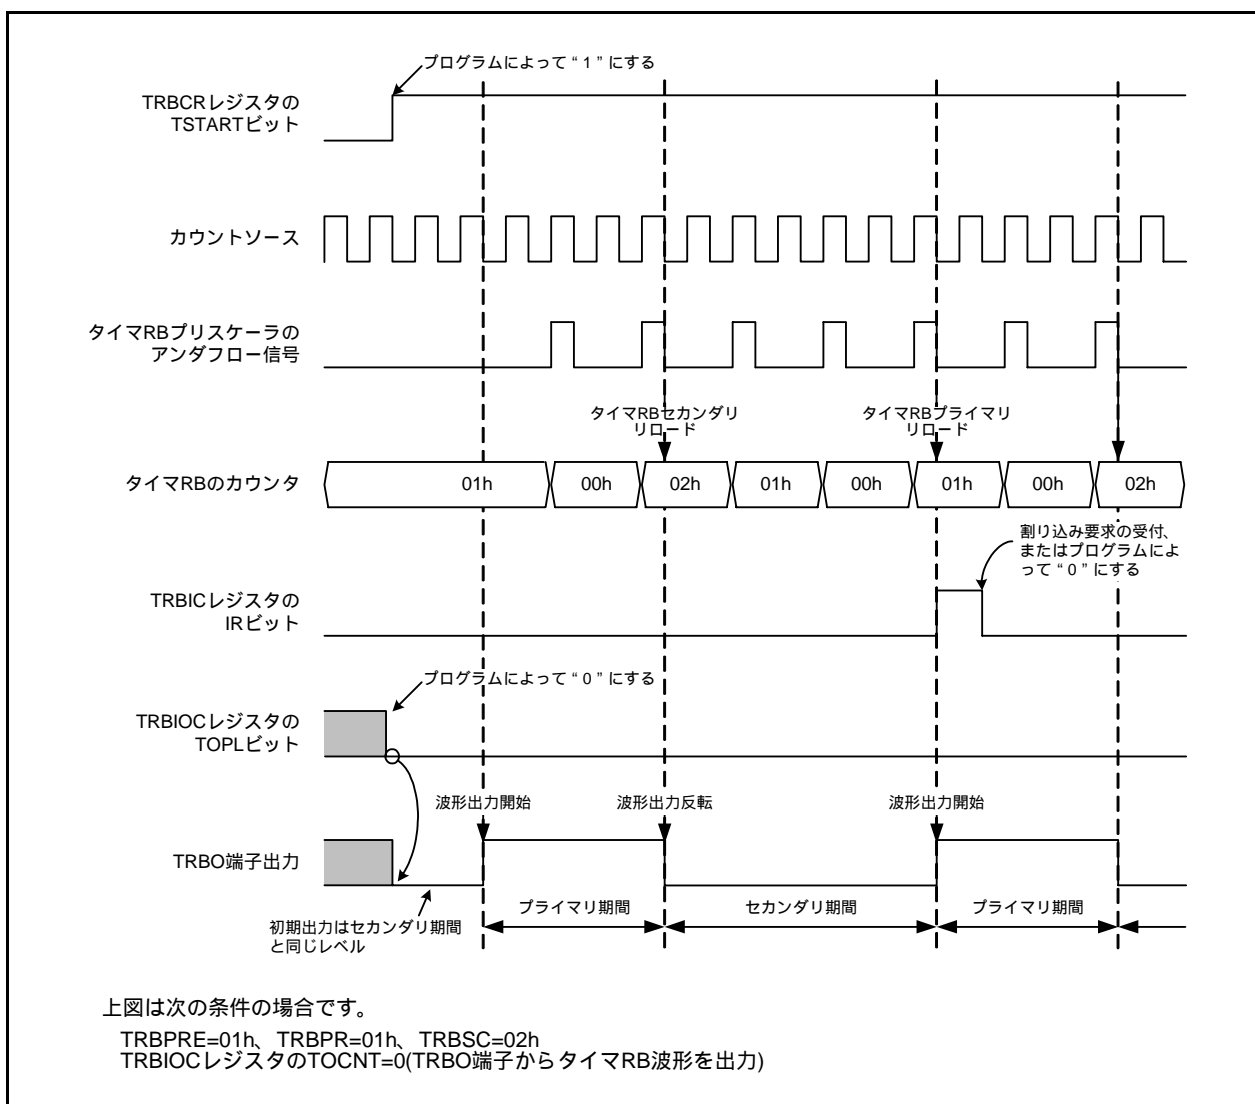 プログラムによって“1”にする
TRBCRレジスタの
TSTARTビット
カウントソース
タイマRBプリスケーラの
アンダフロー信号
タイマRBセカンダリ
リロード
タイマRBプライマリ
リロード
タイマRBのカウンタ
01h
00h
02h
01h
00h
01h
00h
02h
割り込み要求の受付、
またはプログラムによ
って“0”にする
TRBICレジスタの
IRビット
プログラムによって“0”にする
TRBIOCレジスタの
TOPLビット
波形出力開始
波形出力反転
波形出力開始
TRBO端子出力
初期出力はセカンダリ期間
と同じレベル
プライマリ期間
セカンダリ期間
プライマリ期間
上図は次の条件の場合です。
TRBPRE=01h、TRBPR=01h、TRBSC=02h
TRBIOCレジスタのTOCNT=0(TRBO端子からタイマRB波形を出力)